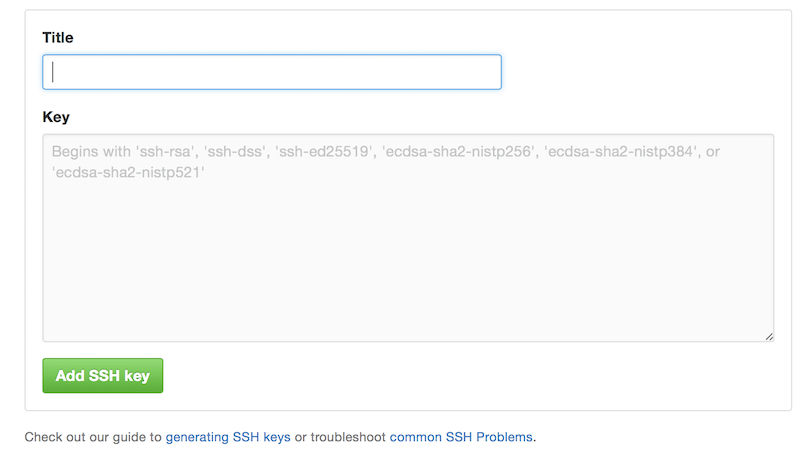 Title
Key
Begins with 'ssh-rsa', 'ssh-dss', 'ssh-ed25519', 'ecdsa-sha2-nistp256', 'ecdsa-sha2-nistp384', or
'ecdsa-sha2-nistp521'
Add SSH key
Check out our guide to generating SSH keys or troubleshoot common SSH Problems.